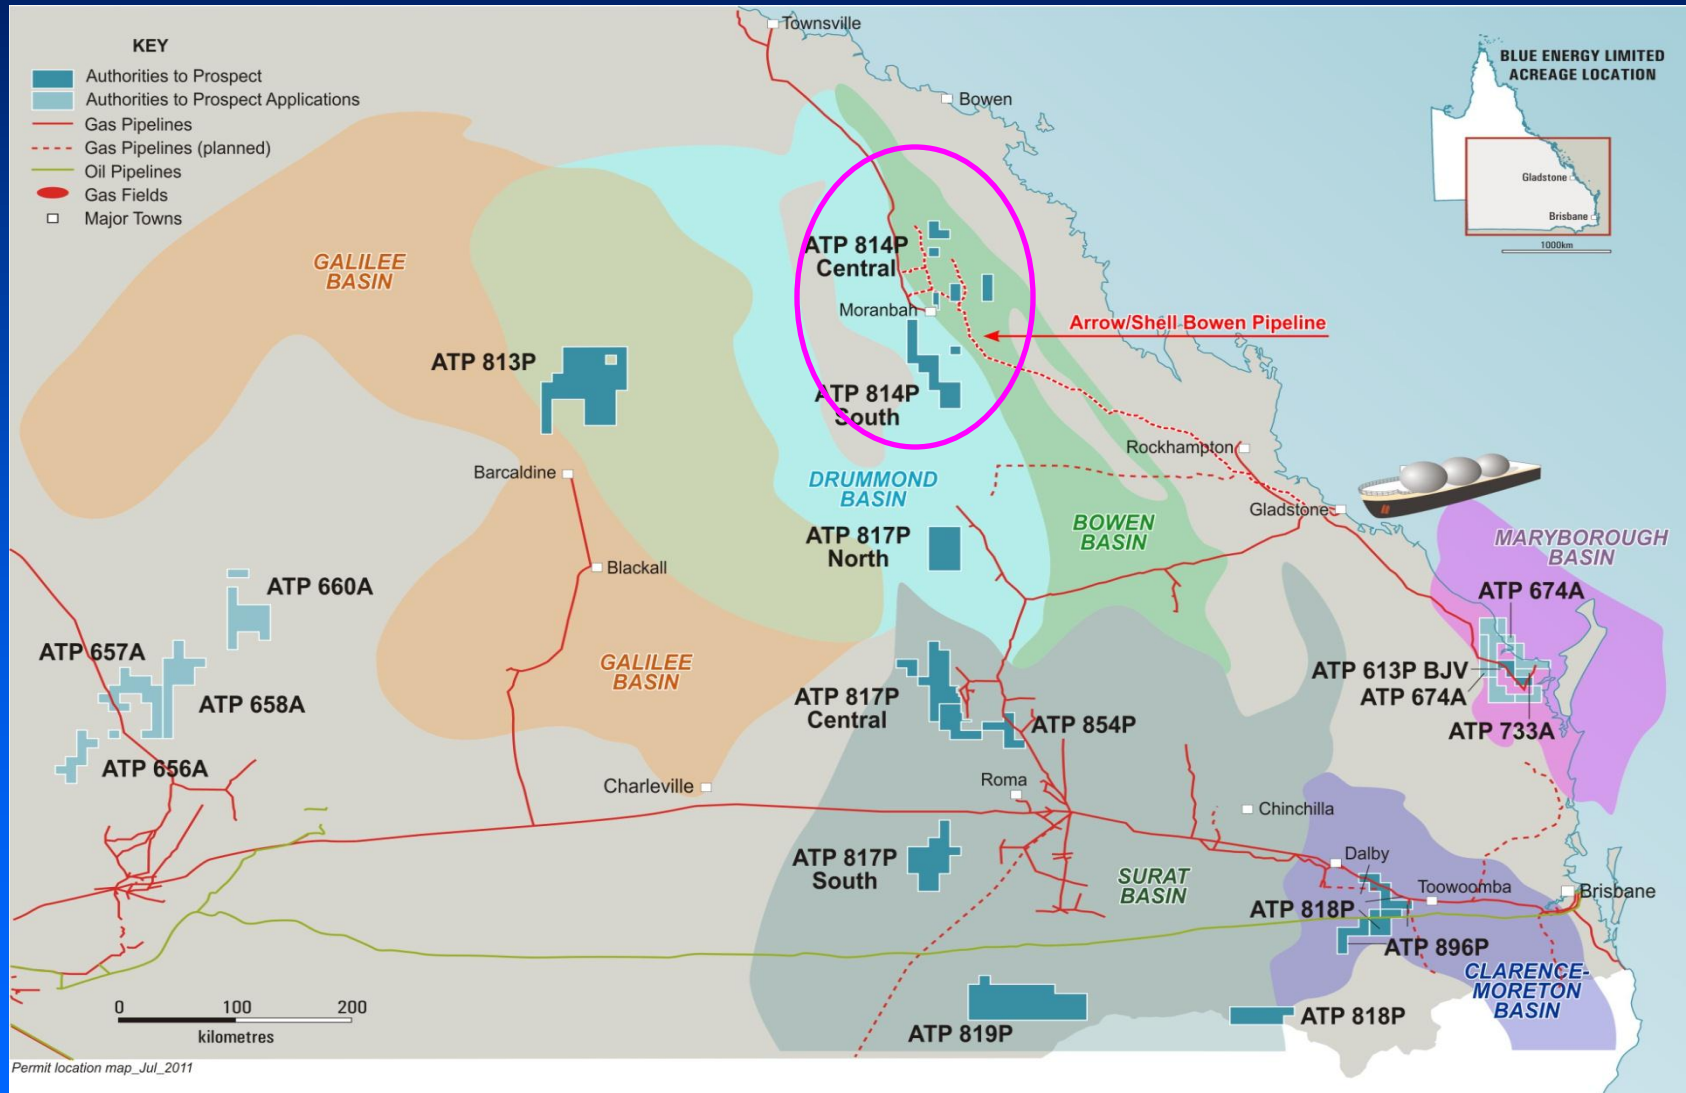 KEY
Authorities to Prospect
Authorities to Prospect Applications
Gas Pipelines
Gas Pipelines (planned)
Oil Pipelines
Gas Fields
Major Towns
BLUE ENERGY LIMITED
ACREAGE LOCATION
Gladstone
Brisbane
1000km
Townsville
Bowen
GALILEE
BASIN
ATP 814P
Central
Moranbah
Arrow/Shell Bowen Pipeline
ATP 813P
ATP 814P
South
Rockhampton
Barcaldine
DRUMMOND
BASIN
Gladstone
BOWEN
BASIN
MARYBOROUGH
BASIN
ATP 817P
North
Blackall
ATP 660A
ATP 674A
ATP 657A
GALILEE
BASIN
ATP 613P BJV
ATP 674A
ATP 658A
ATP 817P
Central
ATP 854P
ATP 733A
ATP 656A
Charleville
Roma
Chinchilla
Dalby
ATP 817P
South
SURAT
BASIN
Toowoomba
Brisbane
ATP 818P
ATP 896P
CLARENCE-
MORETON
BASIN
0 100 200
kilometres
ATP 819P
ATP 818P
Permit location map_Jul_2011